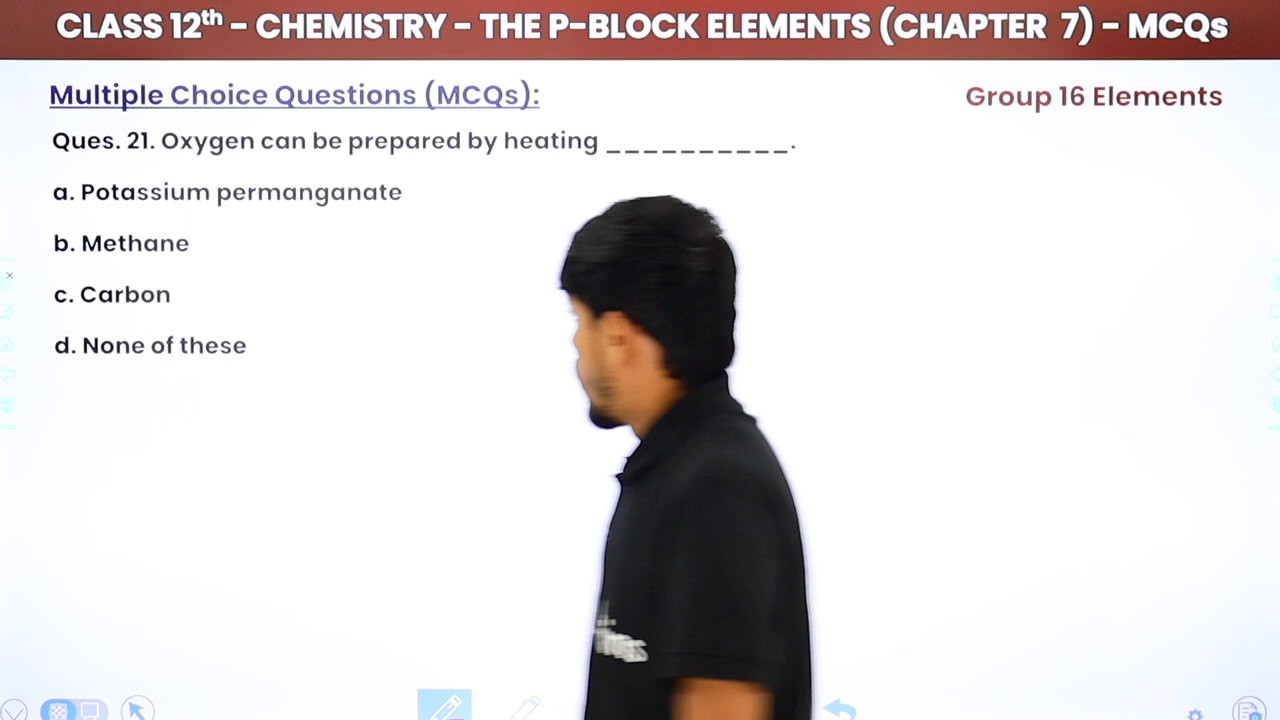 CLASS 12th - CHEMISTRY - THE P-BLOCK ELEMENTS (CHAPTER 7) - MCQs
Multiple Choice Questions (MCQs):
Group 16 Elements
Ques. 21. Oxygen can be prepared by heating __________.
a. Potassium permanganate
b. Methane
c. Carbon
d. None of these